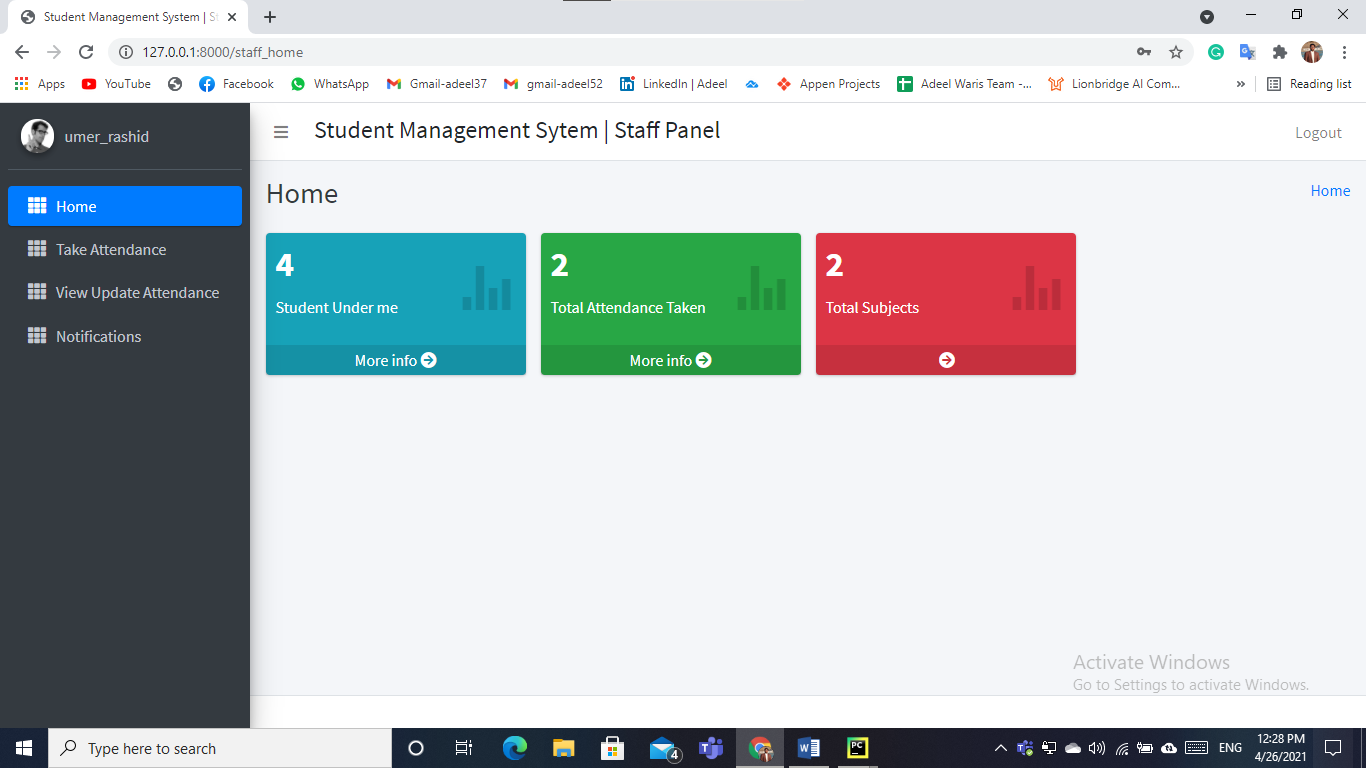 Student Management System | St
127.0.0.1:8000/staff_home
Apps YouTube Facebook WhatsApp Gmail-adeel37 gmail-adeel52 LinkedIn | Adeel Appen Projects Adeel Waris Team -... Lionbridge AI Com... » Reading list
umer_rashid
Student Management Sytem | Staff Panel
Logout
Home
Take Attendance
View Update Attendance
Notifications
Home
Home
4
Student Under me
More info
2
Total Attendance Taken
More info
2
Total Subjects
Activate Windows
Go to Settings to activate Windows.
Type here to search
4
PC
ENG
12:28 PM
4/26/2021